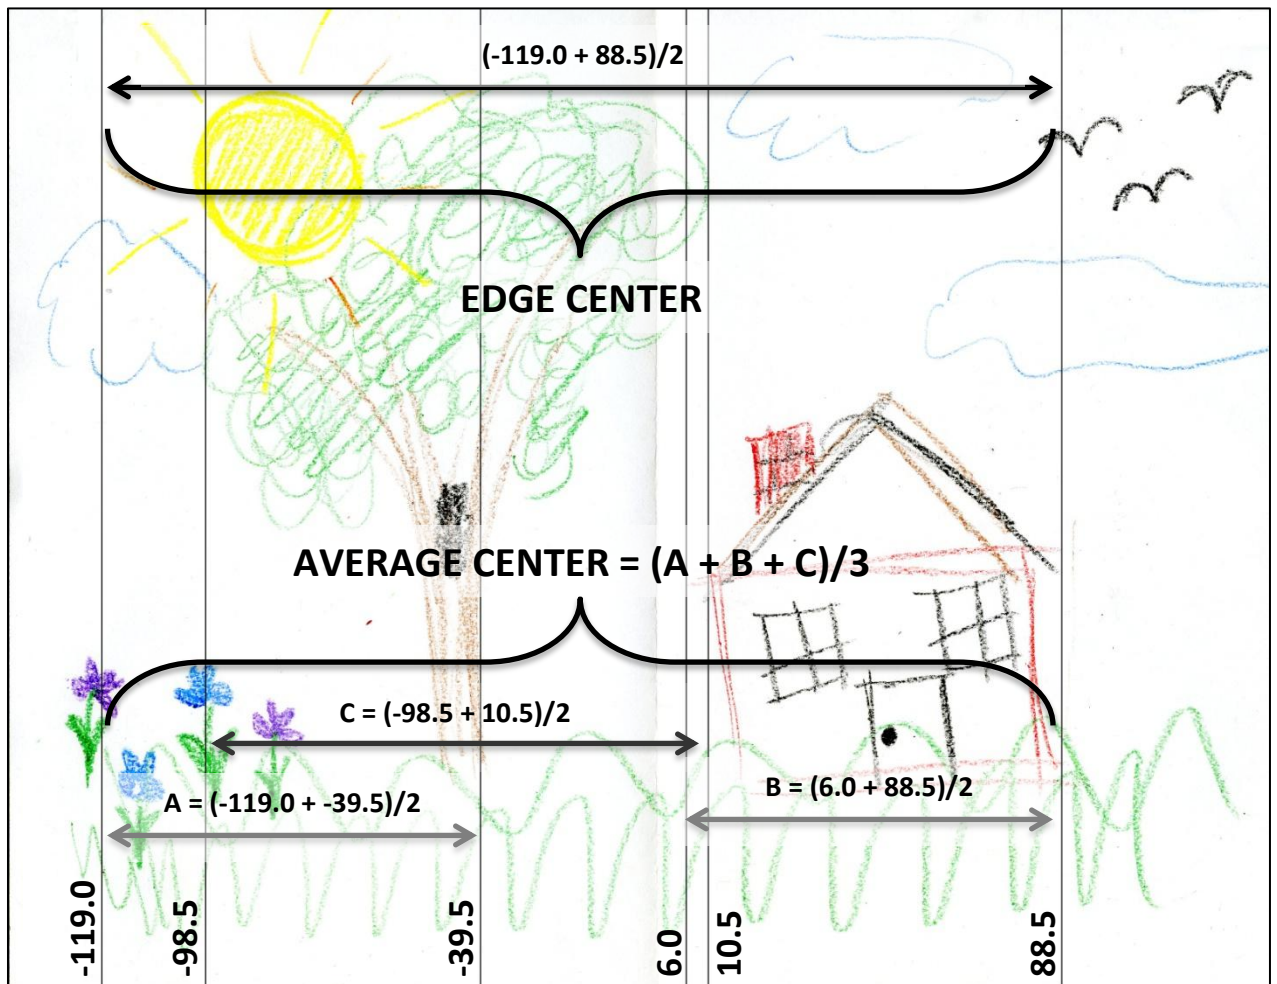 (-119.0 + 88.5)/2
EDGE CENTER
AVERAGE CENTER = (A + B + C)/3
C = (-98.5 + 10.5)/2
B = (6.0 + 88.5)/2
A = (-119.0 + -39.5)/2
-119.0
-98.5
-39.5
6.0
10.5
88.5